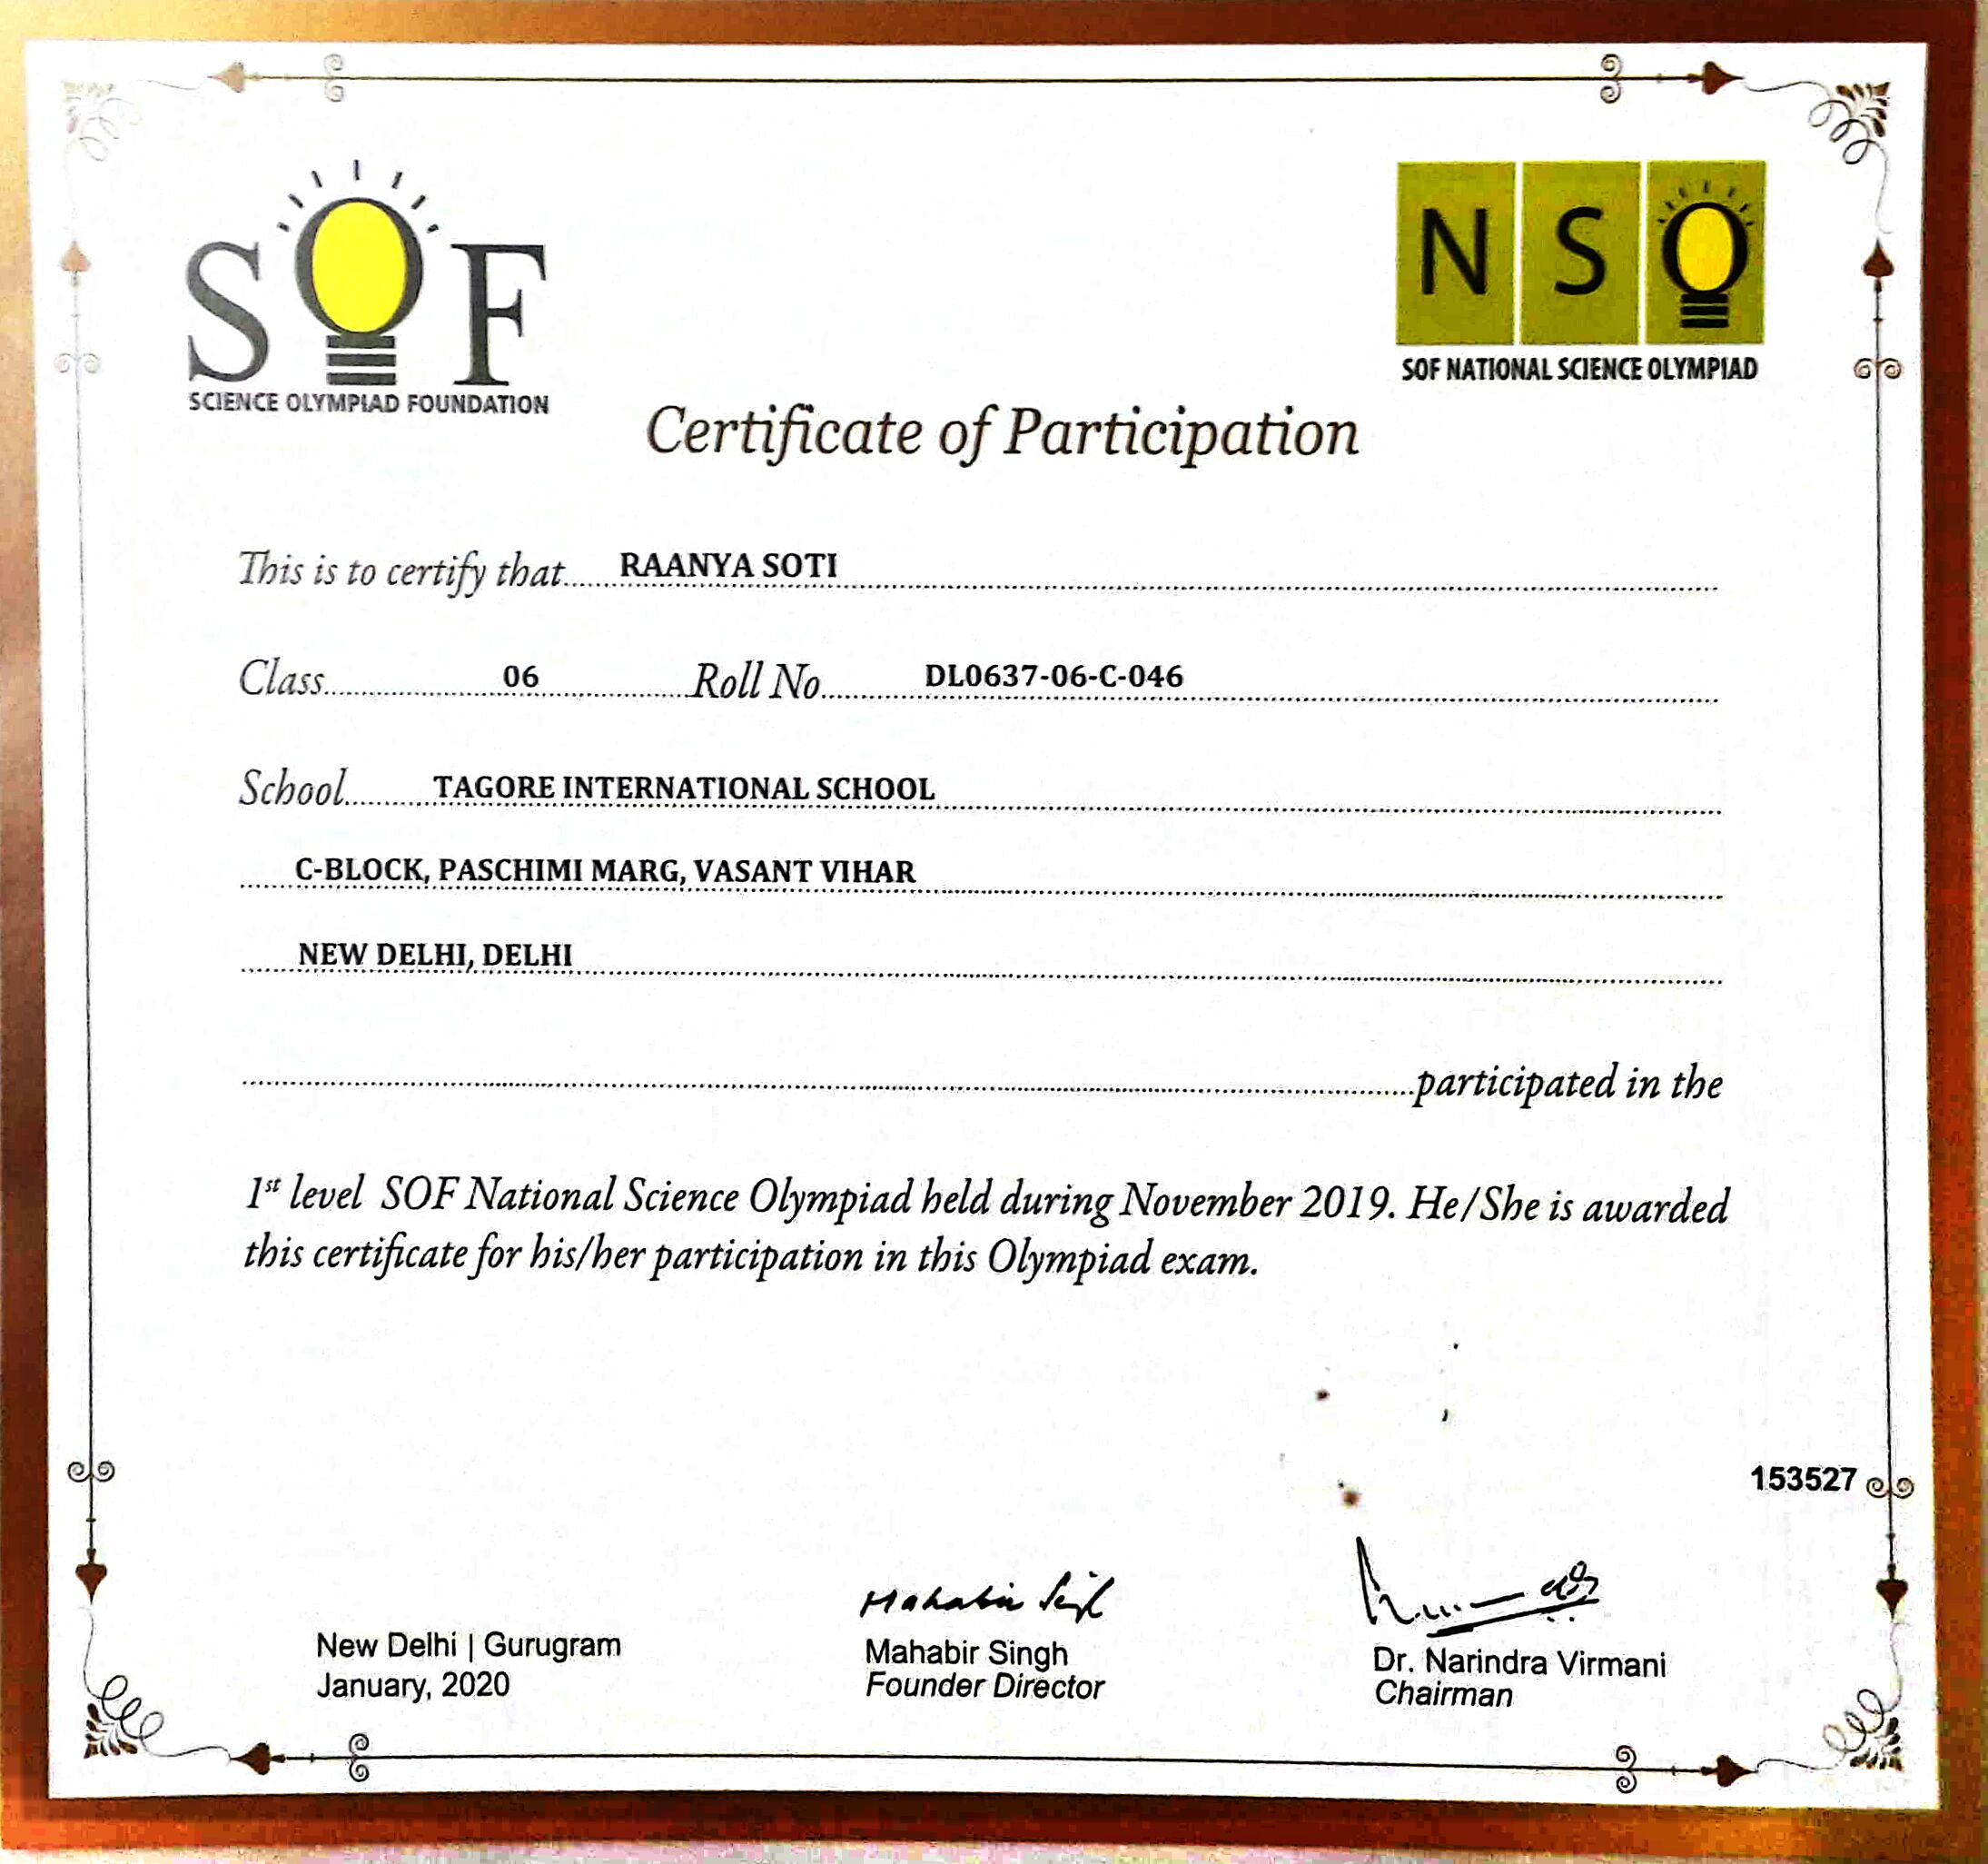 SOF
SCIENCE OLYMPIAD FOUNDATION
NSO
SOF NATIONAL SCIENCE OLYMPIAD
Certificate of Participation
This is to certify that RAANYA SOTI
Class 06 Roll No DL0637-06-C-046
School TAGORE INTERNATIONAL SCHOOL
C-BLOCK, PASCHIMI MARG, VASANT VIHAR
NEW DELHI, DELHI
participated in the
1st level SOF National Science Olympiad held during November 2019. He/She is awarded
this certificate for his/her participation in this Olympiad exam.
153527
Mahabir Singh
New Delhi | Gurugram
January, 2020
Mahabir Singh
Founder Director
Dr. Narindra Virmani
Chairman